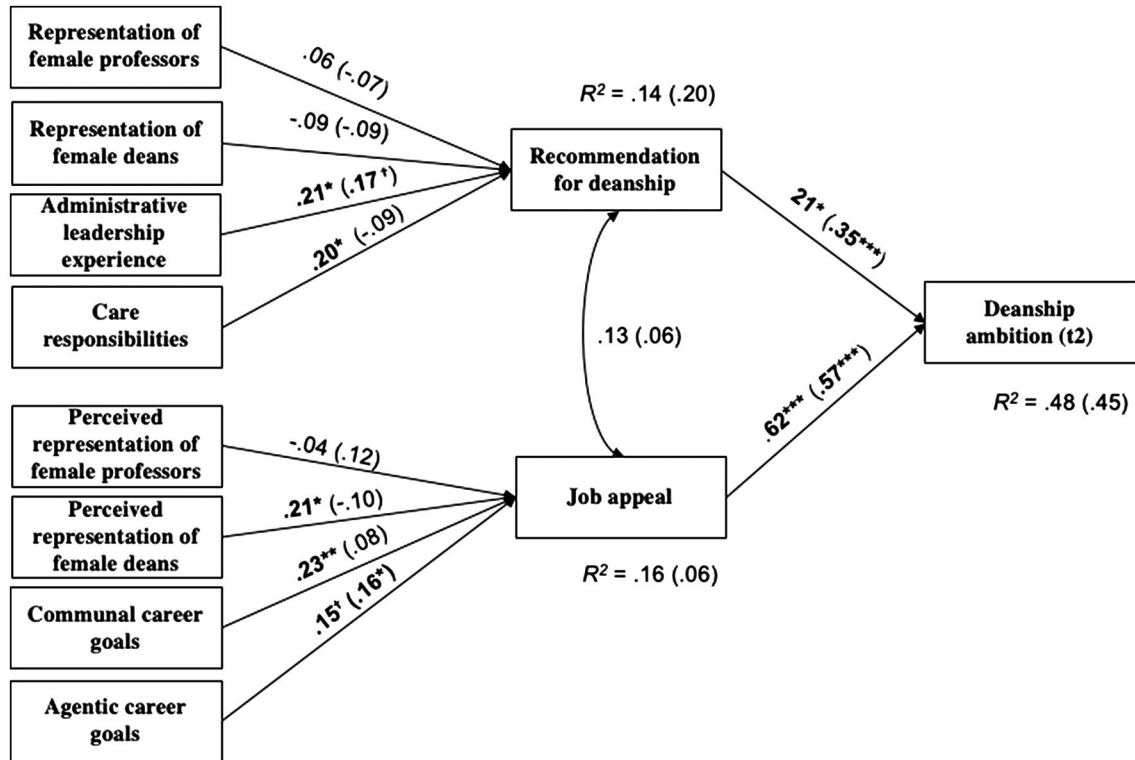 Representation of
female professors
.06 (-.07)
R² = .14 (.20)
Representation of
female deans
-.09 (-.09)
Recommendation
for deanship
Administrative
leadership
experience
.21* (.17†)
21* (.35***)
Care
responsibilities
.20* (-.09)
Deanship
ambition (t2)
.13 (.06)
R² = .48 (.45)
Perceived
representation of
female professors
-.04 (.12)
.62*** (.57***)
Perceived
representation of
female deans
.21* (-.10)
Job appeal
Communal career
goals
.23** (.08)
R² = .16 (.06)
Agentic career
goals
.15† (.16*)